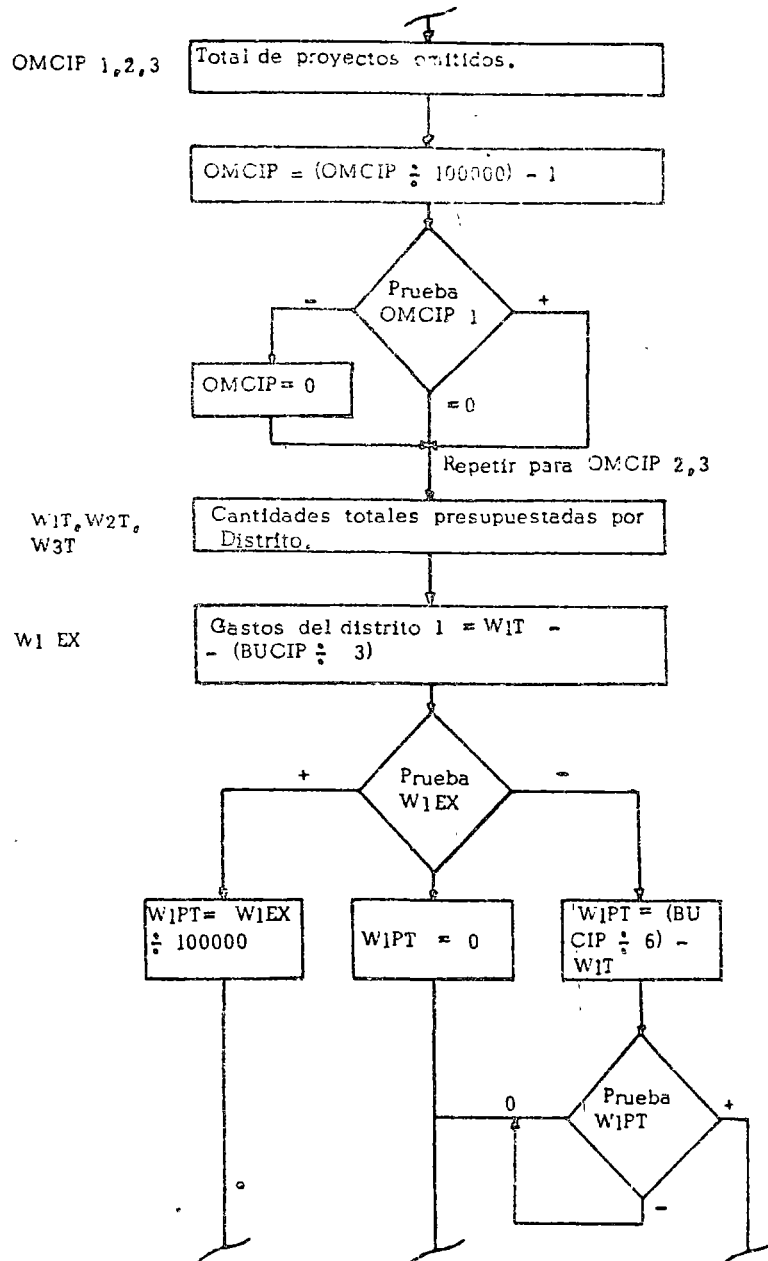 OMCIP 1,2,3
Total de proyectos omitidos.
OMCIP = (OMCIP ÷ 100000) - 1
Prueba
OMCIP 1
-
+
OMCIP = 0
= 0
Repetir para OMCIP 2,3
W1T, W2T,
W3T
Cantidades totales presupuestadas por
Distrito.
W1 EX
Gastos del distrito 1 = W1T -
- (BUCIP ÷ 3)
+
Prueba
W1EX
-
W1PT = W1EX
÷ 100000
W1PT = 0
W1PT = (BU
CIP ÷ 6) -
W1T
0
Prueba
W1PT
+
-